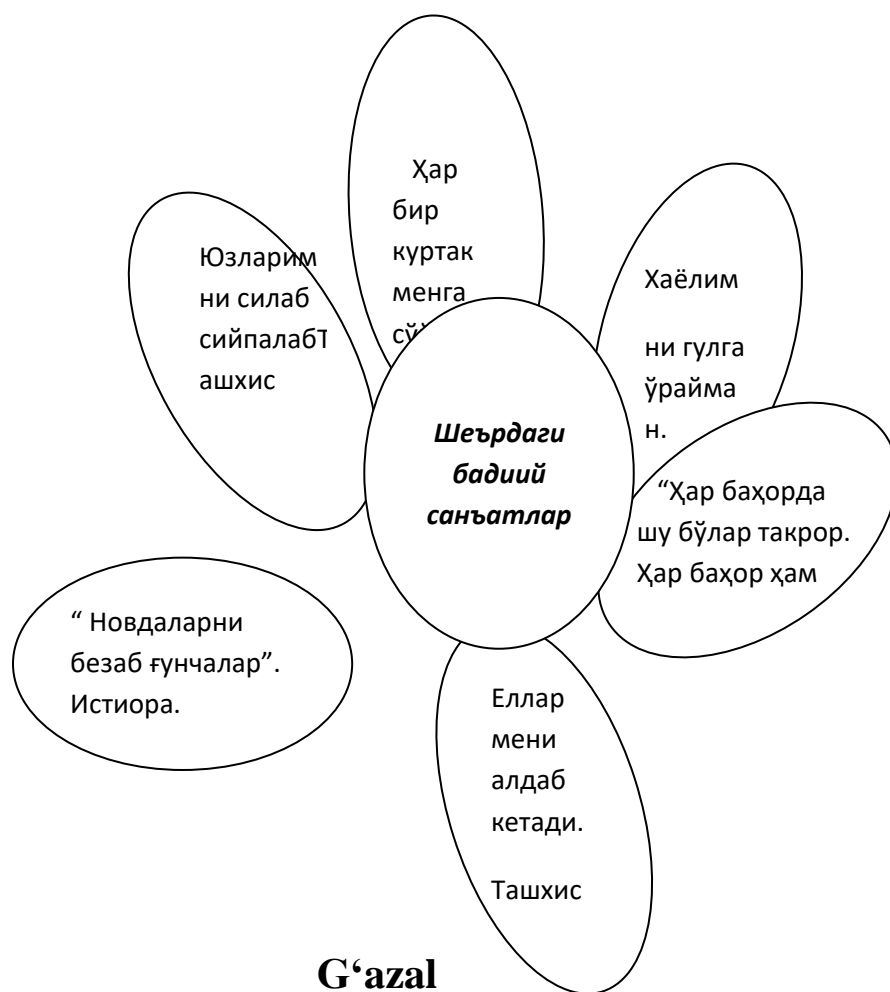 Ҳар
бир
куртак
менга
Юзларим
ни силаб
сийпалабТ
ашхис
Хаёлим
ни гулга
ўрайма
н.
Шеърдаги
бадиий
санъатлар
“Ҳар баҳорда
шу бўлар такрор.
Ҳар баҳор ҳам
“ Новдаларни
безаб ғунчалар”.
Истиора.
Еллар
мени
алдаб
кетади.
Ташхис
G‘azal